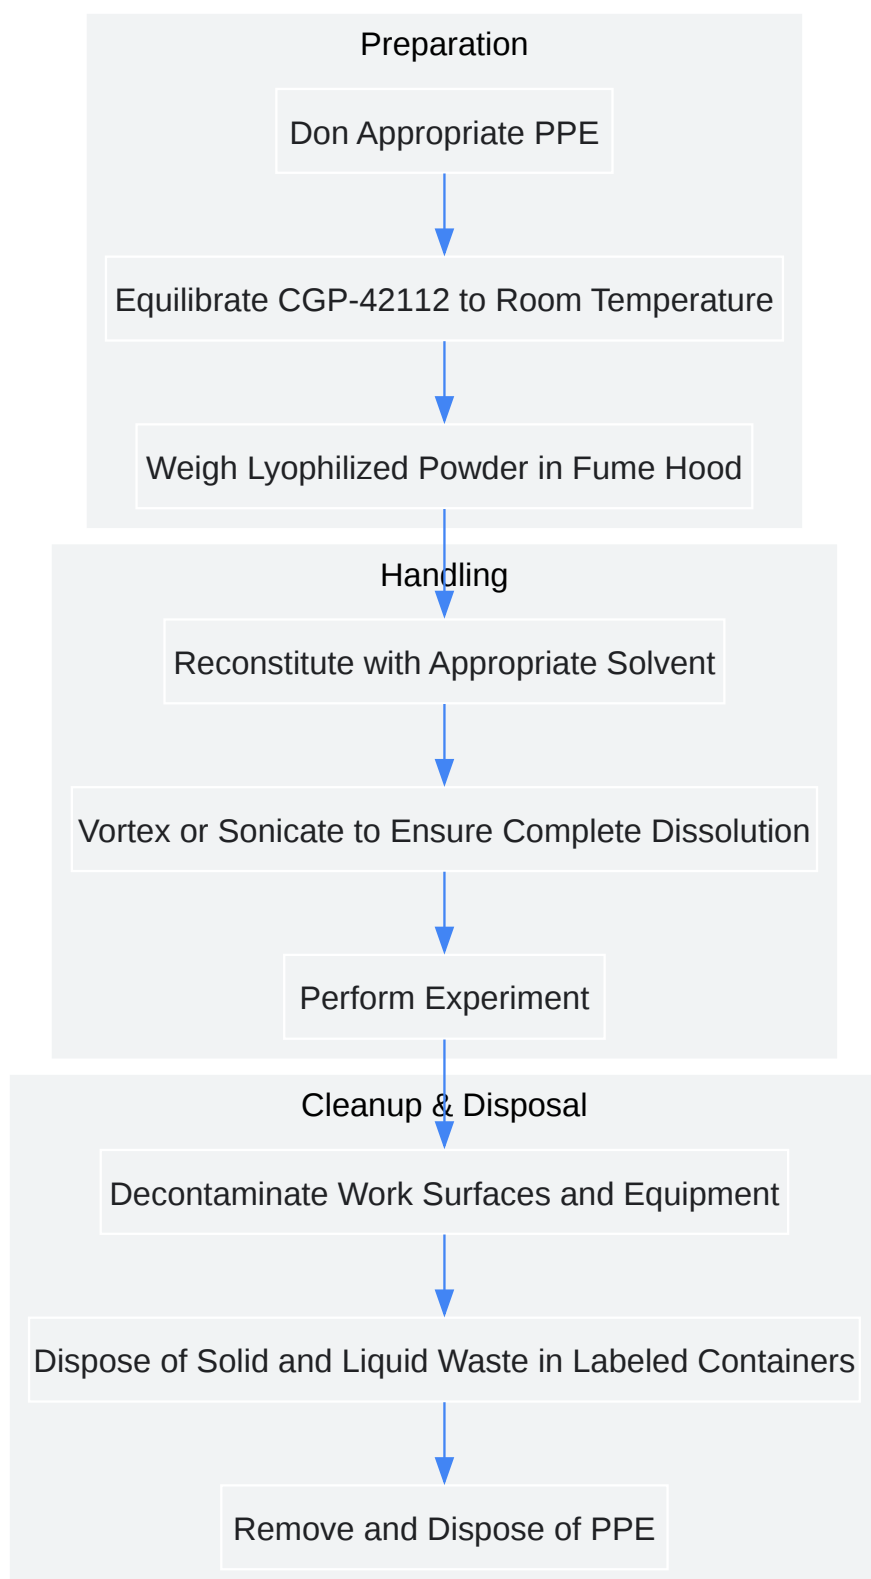 Preparation
Don Appropriate PPE
Equilibrate CGP-42112 to Room Temperature
Weigh Lyophilized Powder in Fume Hood
Handling
Reconstitute with Appropriate Solvent
Vortex or Sonicate to Ensure Complete Dissolution
Perform Experiment
Cleanup & Disposal
Decontaminate Work Surfaces and Equipment
Dispose of Solid and Liquid Waste in Labeled Containers
Remove and Dispose of PPE